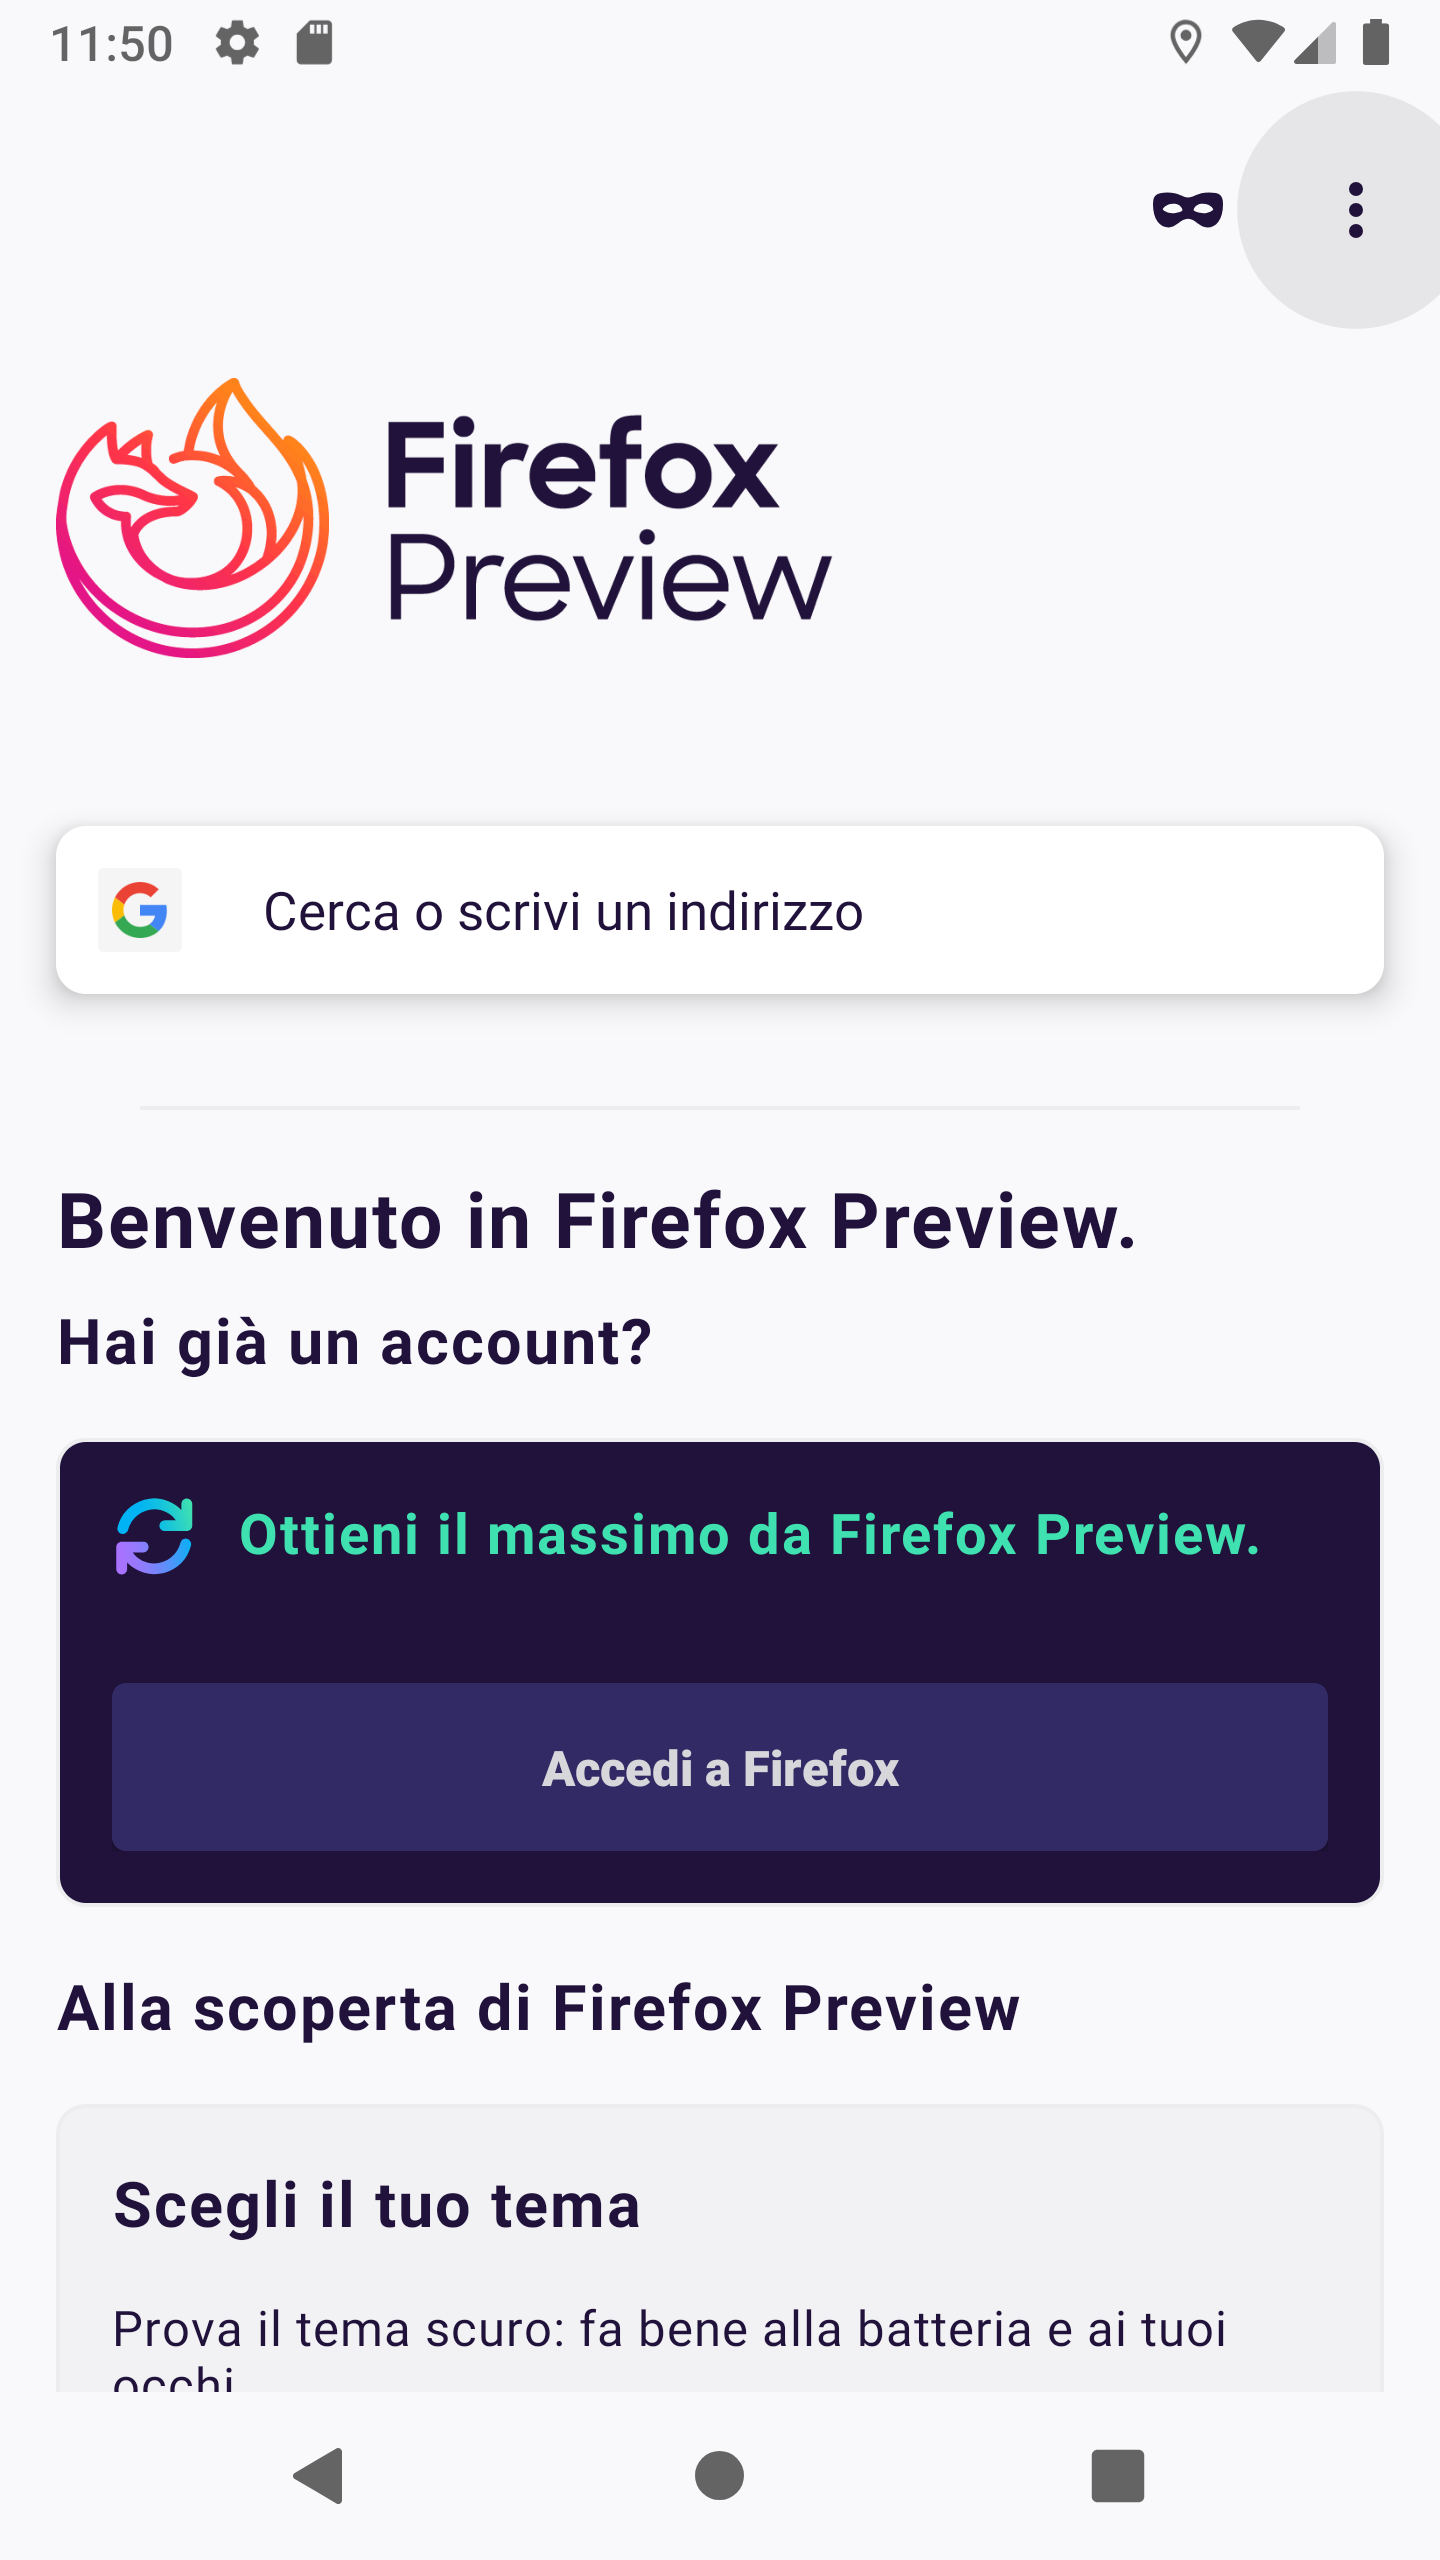 11:50
Firefox
Preview
Cerca o scrivi un indirizzo
Benvenuto in Firefox Preview.
Hai già un account?
Ottieni il massimo da Firefox Preview.
Accedi a Firefox
Alla scoperta di Firefox Preview
Scegli il tuo tema
Prova il tema scuro: fa bene alla batteria e ai tuoi
occhi